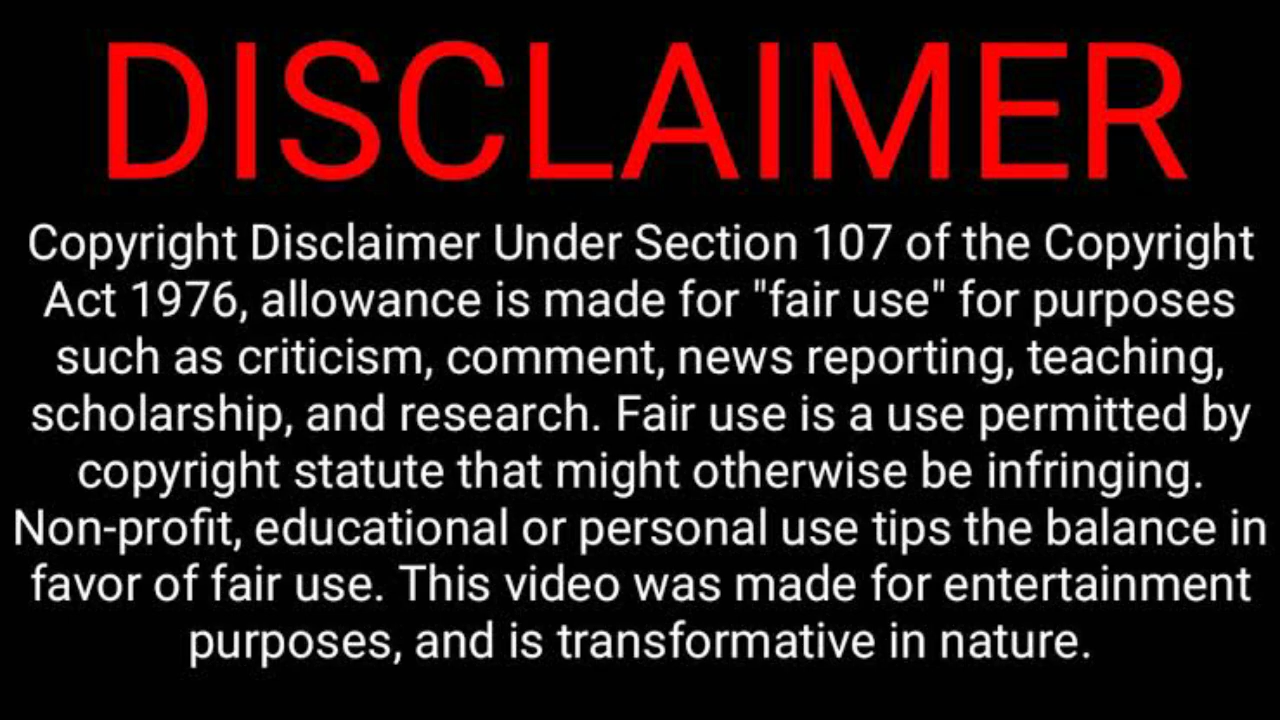 DISCLAIMER
Copyright Disclaimer Under Section 107 of the Copyright
Act 1976, allowance is made for "fair use" for purposes
such as criticism, comment, news reporting, teaching,
scholarship, and research. Fair use is a use permitted by
copyright statute that might otherwise be infringing.
Non-profit, educational or personal use tips the balance in
favor of fair use. This video was made for entertainment
purposes, and is transformative in nature.